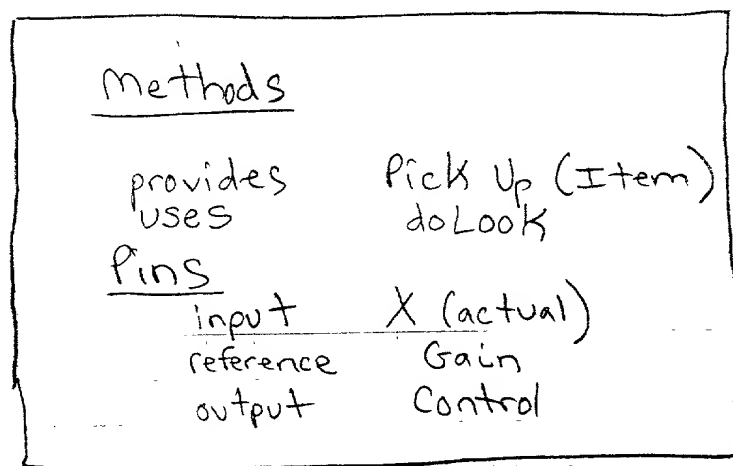 Methods
provides Pick Up (Item)
uses doLook
Pins
input X (actual)
reference Gain
output Control